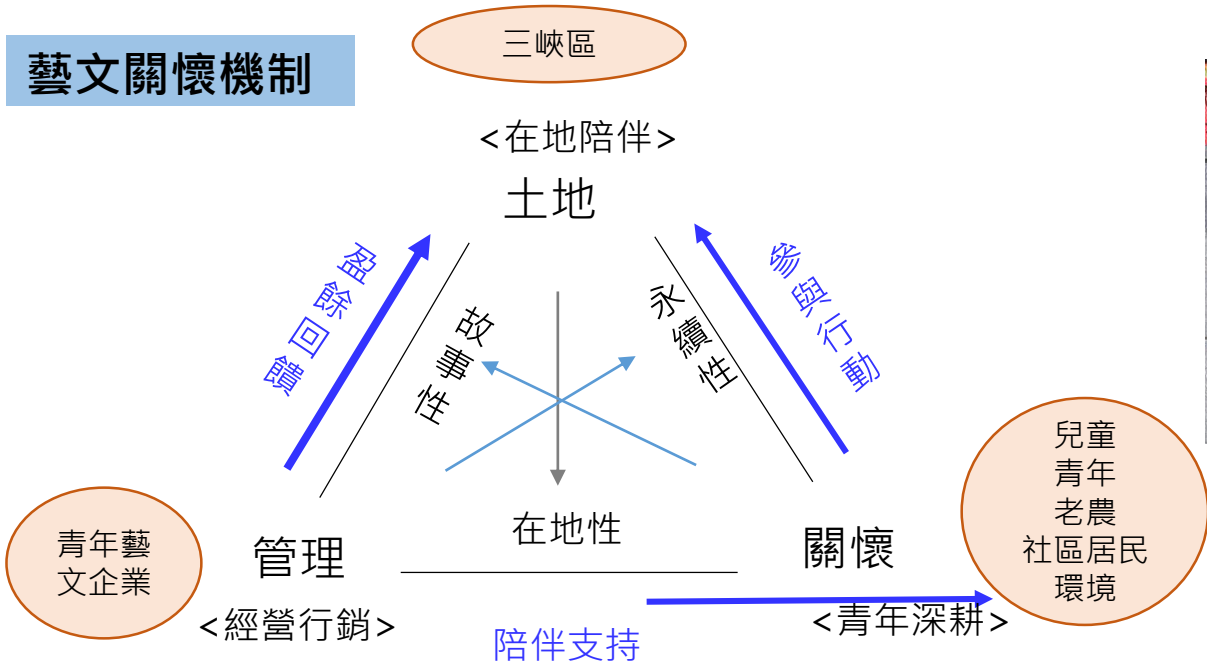 三峽區
藝文關懷機制
<在地陪伴>
土地
盈餘回饋
故事性
永續性
參與行動
兒童
青年
老農
社區居民
環境
青年藝
文企業
管理
在地性
關懷
<經營行銷>
<青年深耕>
陪伴支持